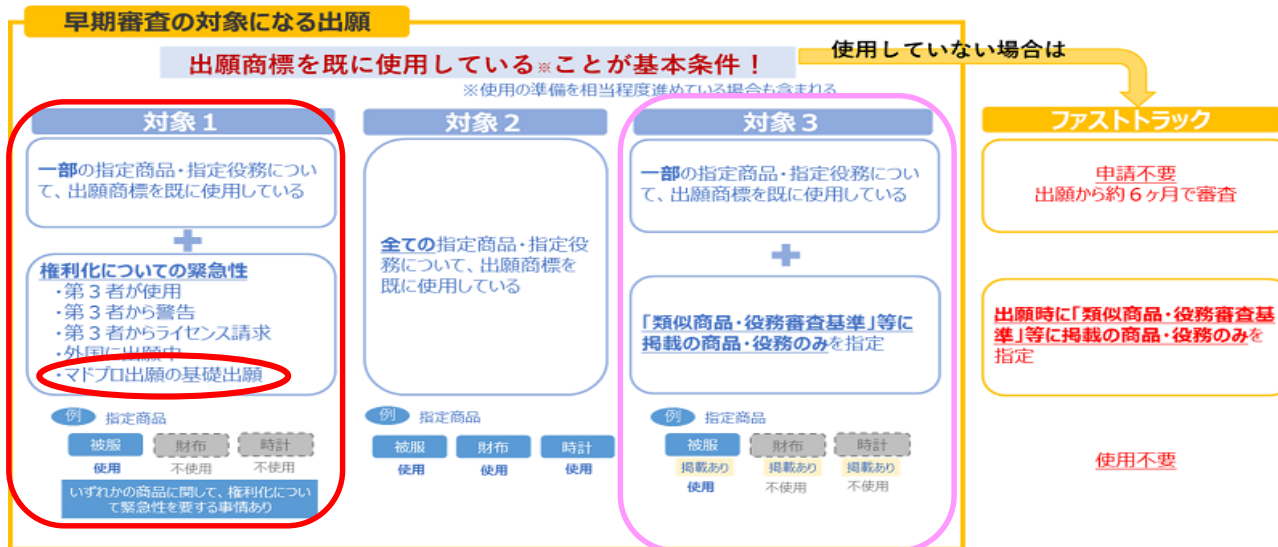 早期審査の対象になる出願
出願商標を既に使用している※ことが基本条件！
使用していない場合は
※使用の準備を相当程度進めている場合も含まれる
対象１
一部の指定商品・指定役務につい
て、出願商標を既に使用している
＋
権利化についての緊急性
・第３者が使用
・第３者から警告
・第３者からライセンス請求
・外国に出願中
・マドプロ出願の基礎出願
例 指定商品
被服 財布 時計
使用 不使用 不使用
いずれかの商品に関して、権利化につい
て緊急性を要する事情あり
対象２
全ての指定商品・指定役
務について、出願商標を
既に使用している
例 指定商品
被服 財布 時計
使用 使用 使用
対象３
一部の指定商品・指定役務につい
て、出願商標を既に使用している
＋
「類似商品・役務審査基準」等に
掲載の商品・役務のみを指定
例 指定商品
被服 財布 時計
掲載あり 掲載あり 掲載あり
使用 不使用 不使用
ファストトラック
申請不要
出願から約６ヶ月で審査
出願時に「類似商品・役務審査基
準」等に掲載の商品・役務のみを
指定
使用不要